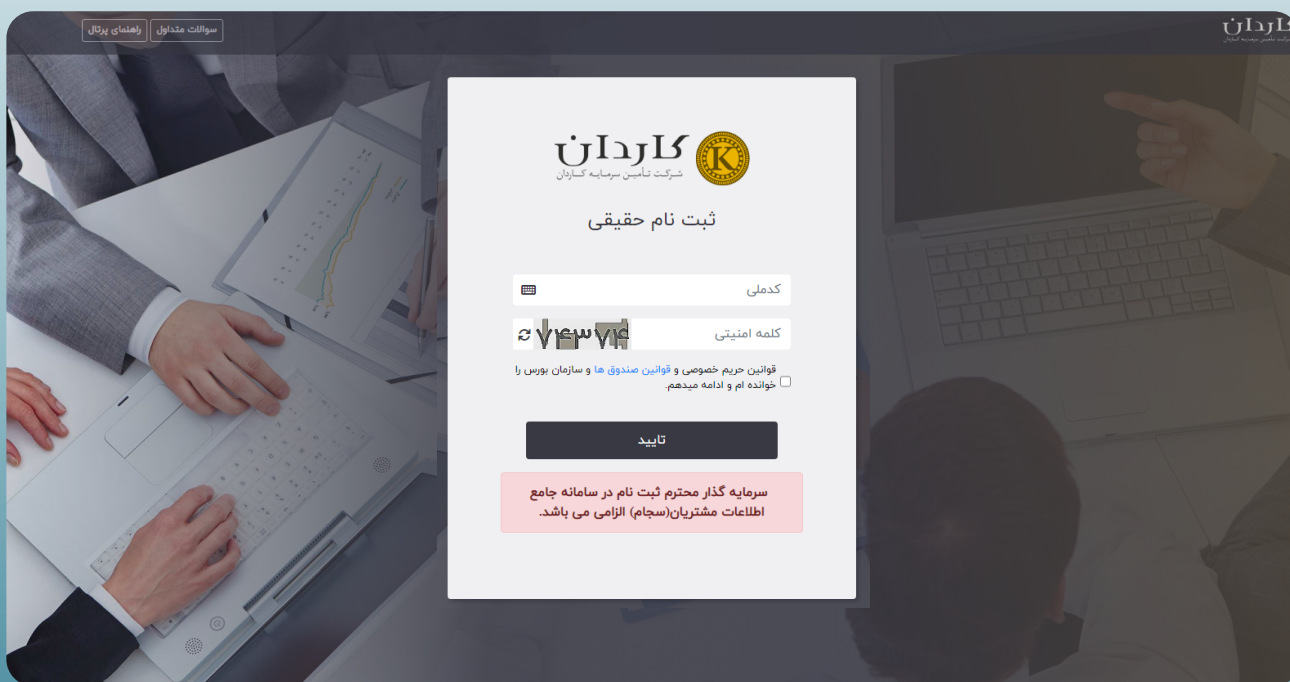 کاردان
سوالات متداول
راهنمای پرتال
کاردان
شرکت تأمین سرمایه کاردان
K
ثبت نام حقیقی
کدملی
کلمه امنیتی
۷۴۳۷۴
قوانین حریم خصوصی و قوانین صندوق ها و سازمان بورس را
خوانده ام و ادامه میدهم.
تایید
سرمایه گذار محترم ثبت نام در سامانه جامع
اطلاعات مشتریان(سجام) الزامی می باشد.